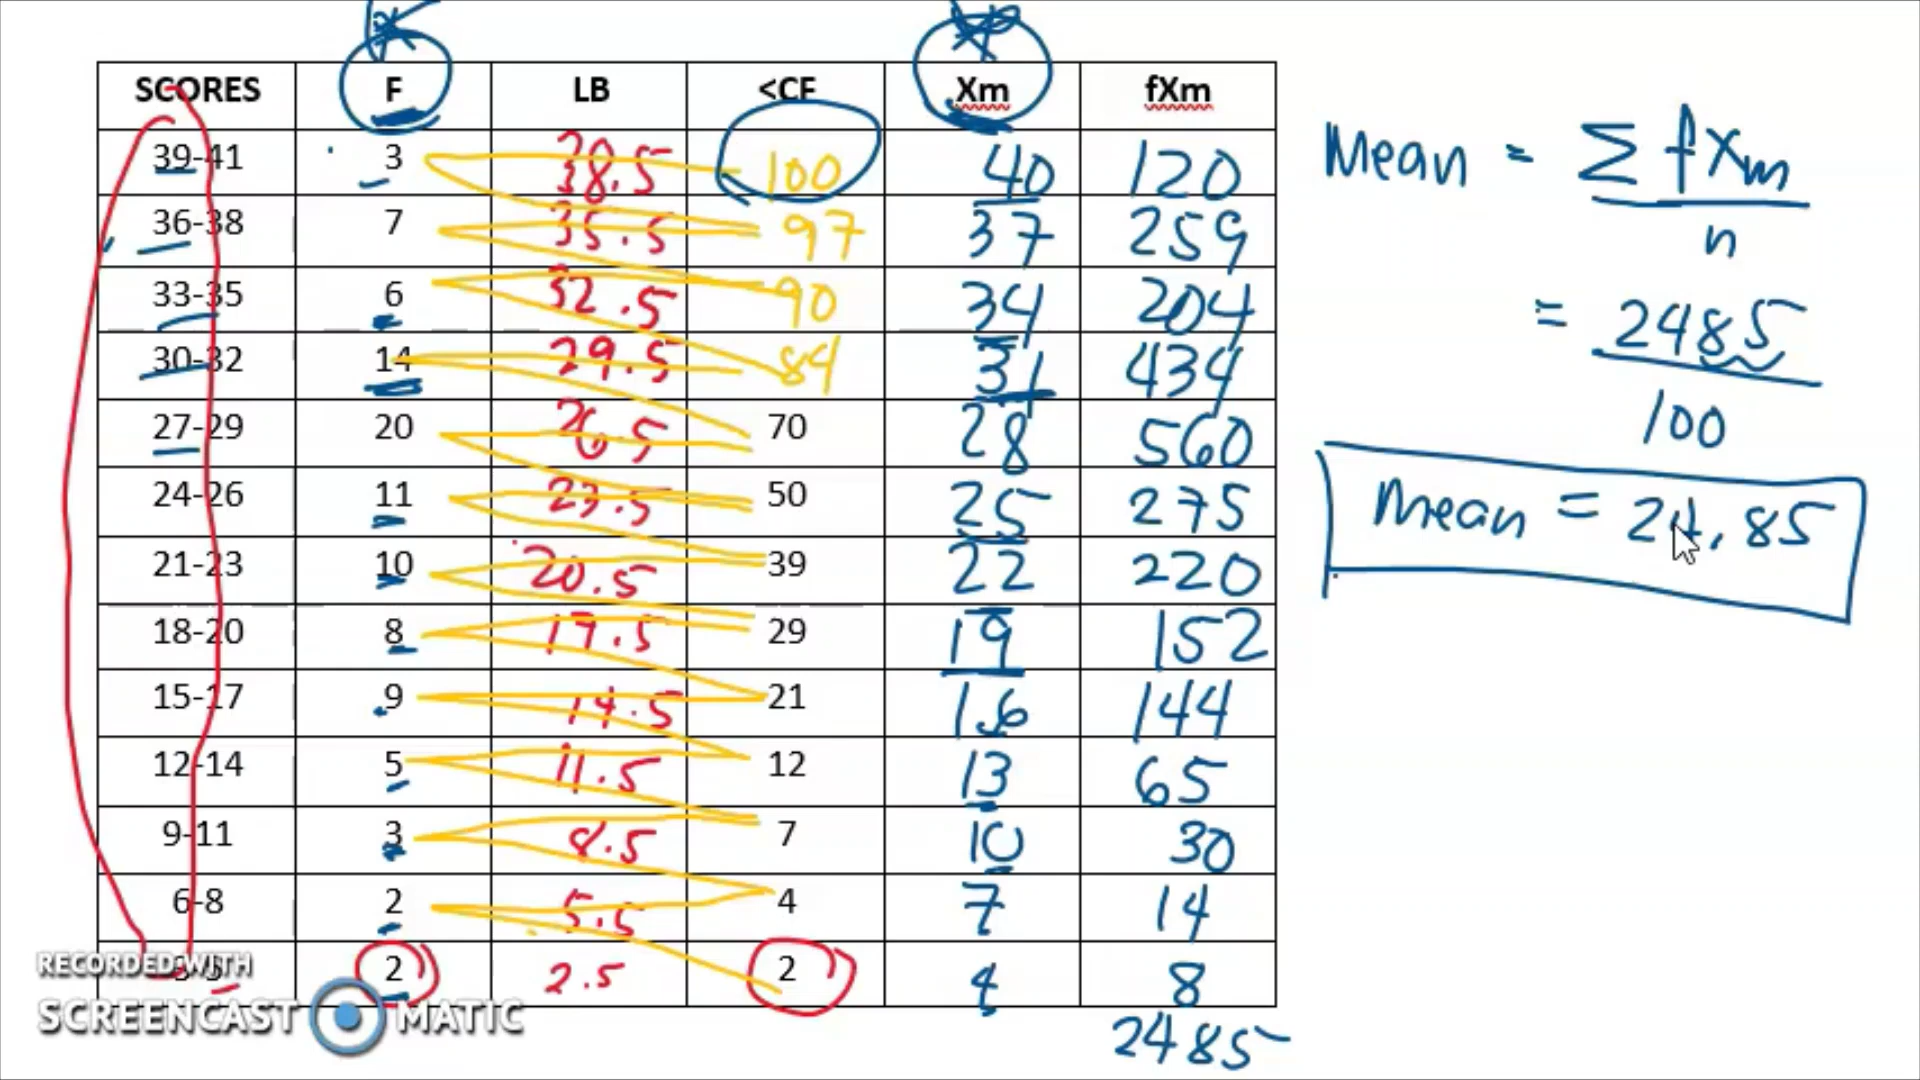 SCORES F LB <CF Xm fXm
39-41 3 38.5 100 40 120
36-38 7 35.5 97 37 259
33-35 6 32.5 90 34 204
30-32 14 29.5 84 31 434
27-29 20 26.5 70 28 560
24-26 11 23.5 50 25 275
21-23 10 20.5 39 22 220
18-20 8 17.5 29 19 152
15-17 9 14.5 21 16 144
12-14 5 11.5 12 13 65
9-11 3 8.5 7 10 30
6-8 2 5.5 4 7 14
3-5 2 2.5 2 4 8
2485
Mean = Σ fXm
n
= 2485
100
Mean = 24.85
RECORDED WITH
SCREENCAST MATIC